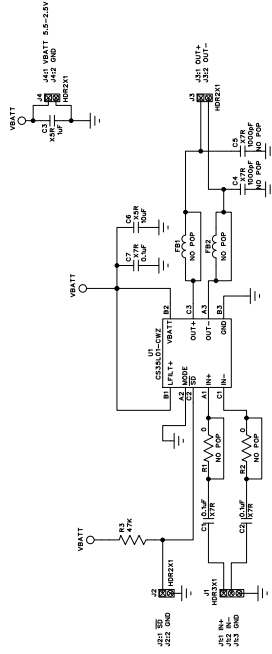 J4:1 VBATT 5.5-2.5V
J4:2 GND
J4
HDR2X1
VBATT
C3
X5R
1uF
J3:1 OUT+
J3:2 OUT-
J3
HDR2X1
C5
X7R
1000pF
NO POP
C4
X7R
1000pF
NO POP
FB1
NO POP
FB2
NO POP
C6
X5R
10uF
C7
X7R
0.1uF
VBATT
U1
CS35L01-CWZ
B1
LFILT+
A2
MODE
C2
SD
A1
IN+
C1
IN-
B2
VBATT
C3
OUT+
A3
OUT-
B3
GND
R1
0
NO POP
R2
0
NO POP
C1
0.1uF
X7R
C2
0.1uF
X7R
VBATT
R3
47K
J2
HDR2X1
J2:1 SD
J2:2 GND
J1
HDR3X1
J1:1 IN+
J1:2 IN-
J1:3 GND